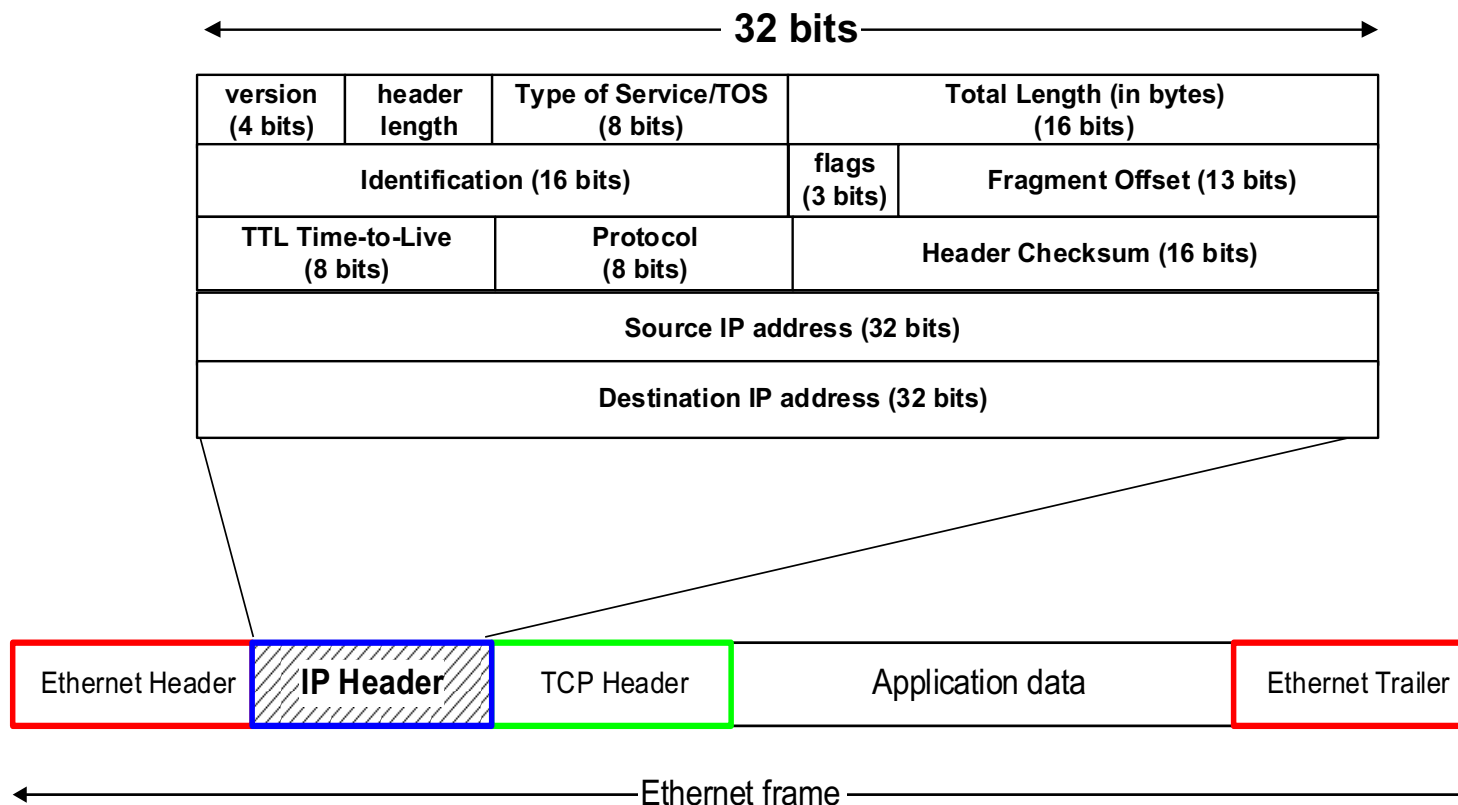 32 bits
version
(4 bits)
header
length
Type of Service/TOS
(8 bits)
Total Length (in bytes)
(16 bits)
Identification (16 bits)
flags
(3 bits)
Fragment Offset (13 bits)
TTL Time-to-Live
(8 bits)
Protocol
(8 bits)
Header Checksum (16 bits)
Source IP address (32 bits)
Destination IP address (32 bits)
Ethernet Header
IP Header
TCP Header
Application data
Ethernet Trailer
Ethernet frame